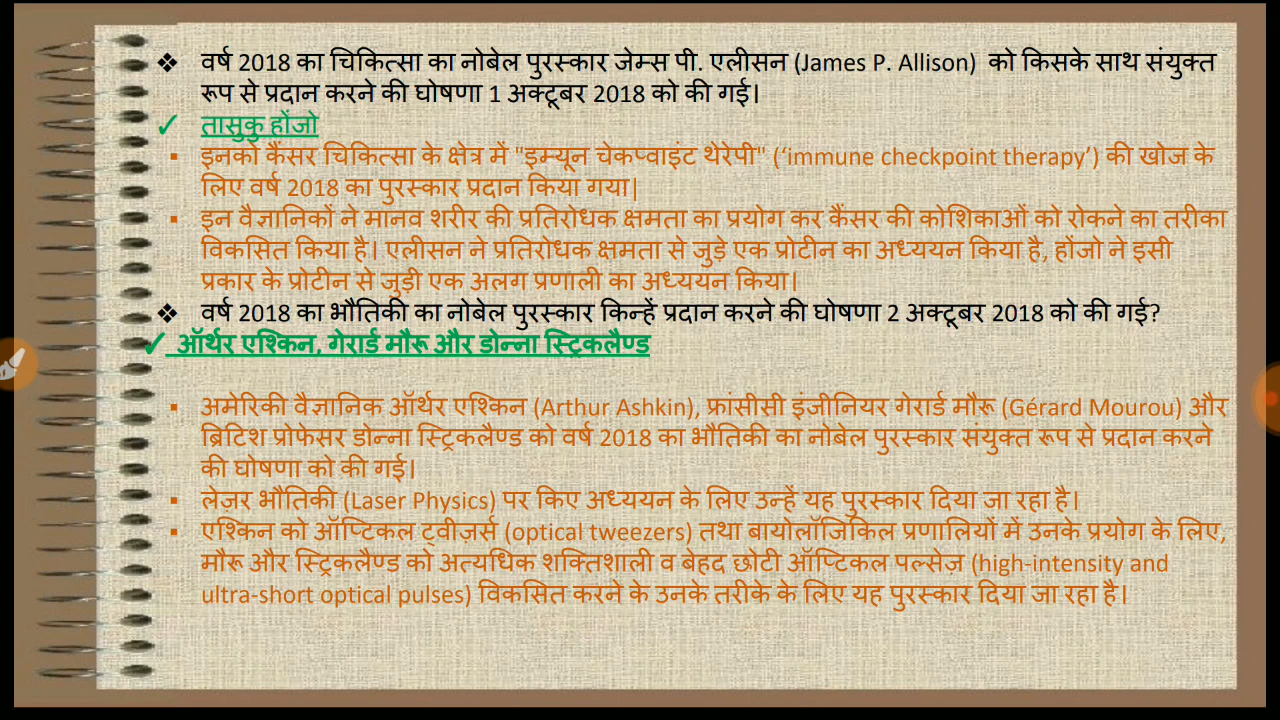 ❖ वर्ष 2018 का चिकित्सा का नोबेल पुरस्कार जेम्स पी. एलीसन (James P. Allison) को किसके साथ संयुक्त
रूप से प्रदान करने की घोषणा 1 अक्टूबर 2018 को की गई।
✓ तासुकु होंजो
▪ इनको कैंसर चिकित्सा के क्षेत्र में "इम्यून चेकप्वाइंट थेरेपी" (‘immune checkpoint therapy’) की खोज के
लिए वर्ष 2018 का पुरस्कार प्रदान किया गया|
▪ इन वैज्ञानिकों ने मानव शरीर की प्रतिरोधक क्षमता का प्रयोग कर कैंसर की कोशिकाओं को रोकने का तरीका
विकसित किया है। एलीसन ने प्रतिरोधक क्षमता से जुड़े एक प्रोटीन का अध्ययन किया है, होंजो ने इसी
प्रकार के प्रोटीन से जुड़ी एक अलग प्रणाली का अध्ययन किया।
❖ वर्ष 2018 का भौतिकी का नोबेल पुरस्कार किन्हें प्रदान करने की घोषणा 2 अक्टूबर 2018 को की गई?
✓ ऑर्थर एश्किन, गेरार्ड मौरू और डोन्ना स्ट्रिकलैण्ड
▪ अमेरिकी वैज्ञानिक ऑर्थर एश्किन (Arthur Ashkin), फ्रांसीसी इंजीनियर गेरार्ड मौरू (Gérard Mourou) और
ब्रिटिश प्रोफेसर डोन्ना स्ट्रिकलैण्ड को वर्ष 2018 का भौतिकी का नोबेल पुरस्कार संयुक्त रूप से प्रदान करने
की घोषणा को की गई।
▪ लेज़र भौतिकी (Laser Physics) पर किए अध्ययन के लिए उन्हें यह पुरस्कार दिया जा रहा है।
▪ एश्किन को ऑप्टिकल ट्वीज़र्स (optical tweezers) तथा बायोलॉजिकिल प्रणालियों में उनके प्रयोग के लिए,
मौरू और स्ट्रिकलैण्ड को अत्यधिक शक्तिशाली व बेहद छोटी ऑप्टिकल पल्सेज़ (high-intensity and
ultra-short optical pulses) विकसित करने के उनके तरीके के लिए यह पुरस्कार दिया जा रहा है।